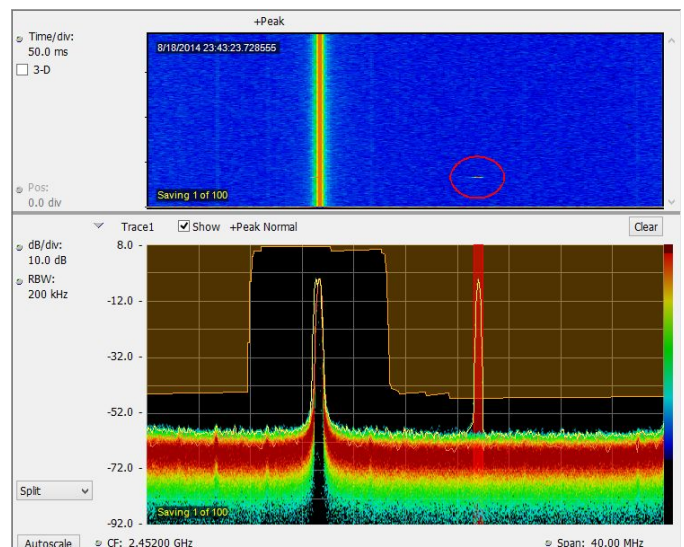 +Peak
Time/div:
50.0 ms
3-D
8/18/2014 23:43:23.728555
Pos:
0.0 div
Saving 1 of 100
Trace1 Show +Peak Normal Clear
dB/div:
10.0 dB
RBW:
200 kHz
8.0
-12.0
-32.0
-52.0
-72.0
-92.0
Split
Saving 1 of 100
Autoscale CF: 2.45200 GHz Span: 40.00 MHz